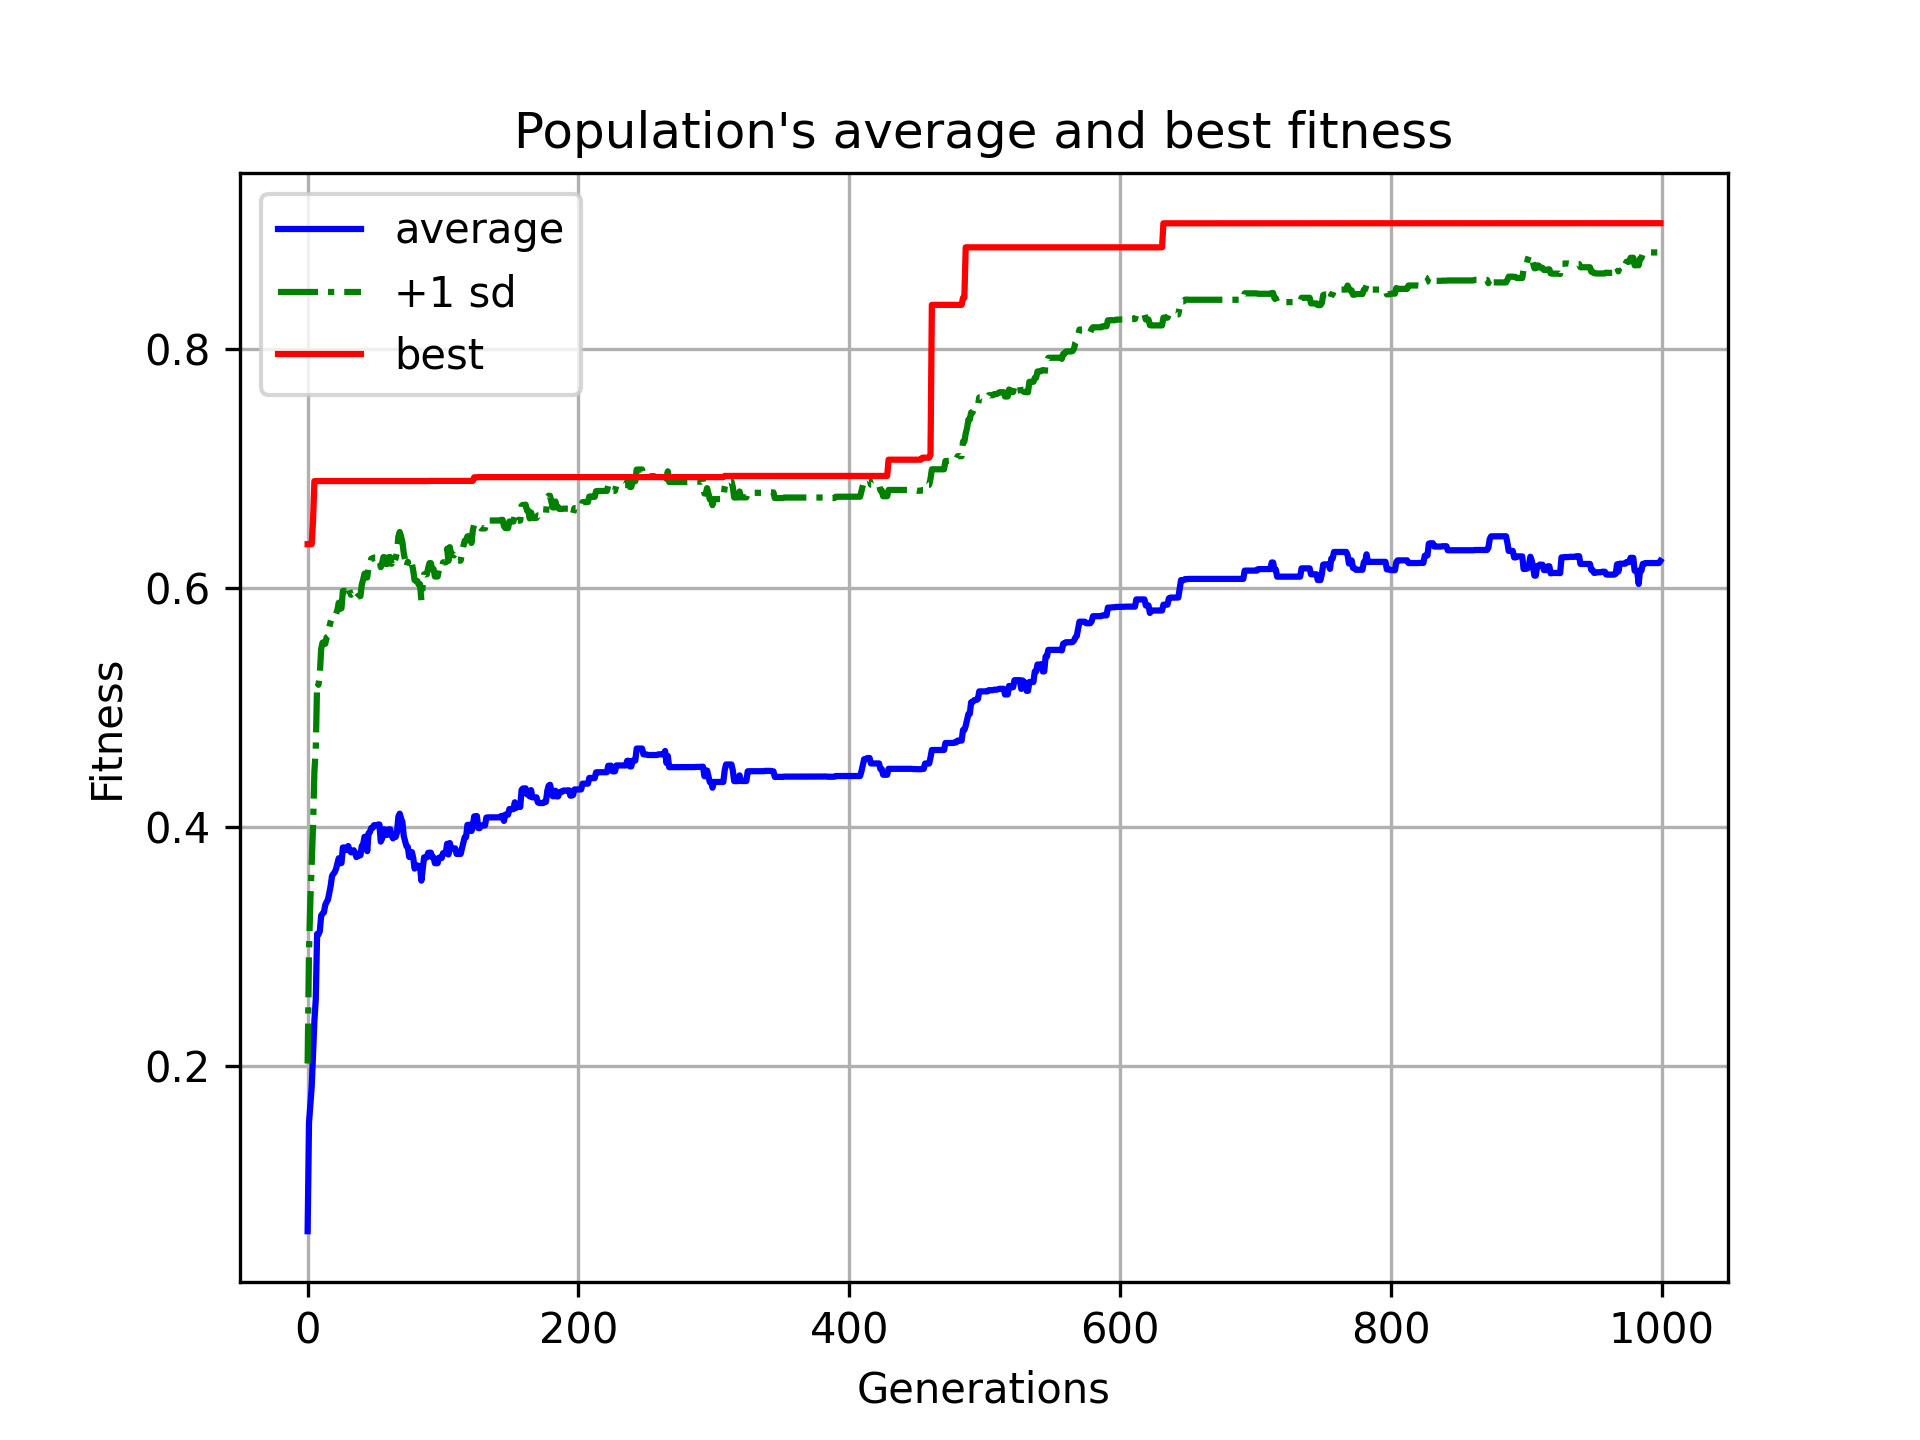 Population's average and best fitness
average
+1 sd
best
0.8
0.6
0.4
0.2
Fitness
0 200 400 600 800 1000
Generations